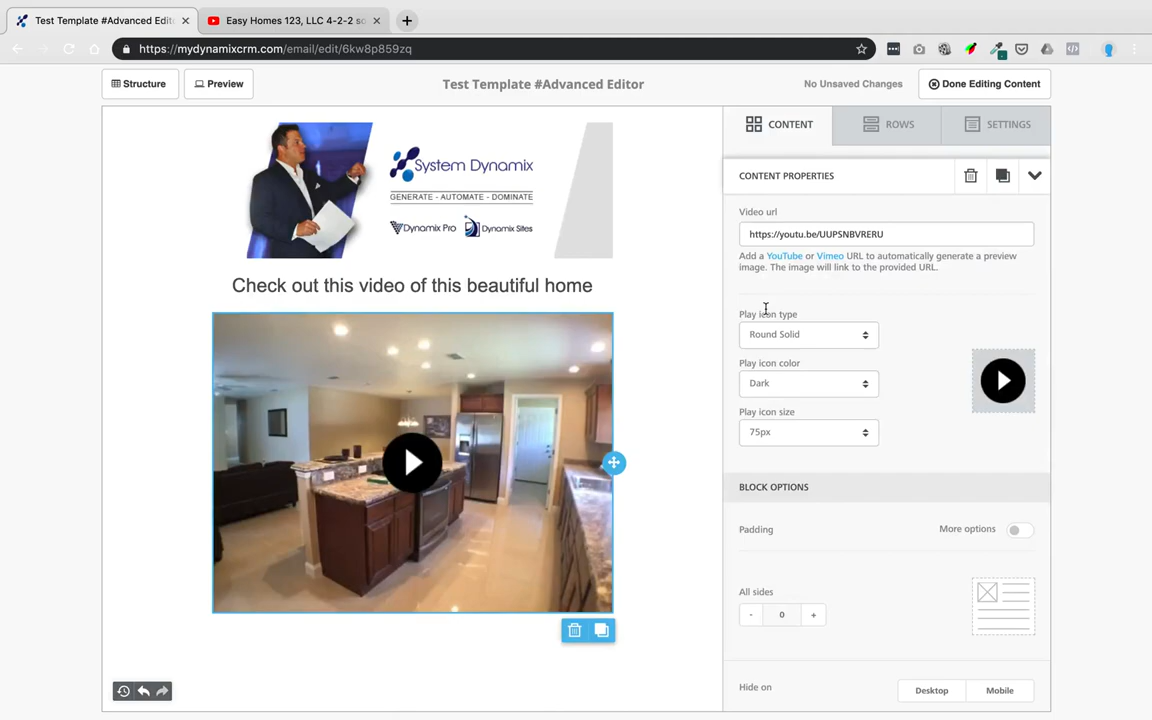 Test Template #Advanced Edit
Easy Homes 123, LLC 4-2-2 so
https://mydynamixcrm.com/email/edit/6kw8p859zq
Structure
Preview
Test Template #Advanced Editor
No Unsaved Changes
Done Editing Content
System Dynamix
GENERATE - AUTOMATE - DOMINATE
Dynamix Pro
Dynamix Sites
Check out this video of this beautiful home
CONTENT
ROWS
SETTINGS
CONTENT PROPERTIES
Video url
https://youtu.be/UUPSNBVRERU
Add a YouTube or Vimeo URL to automatically generate a preview
image. The image will link to the provided URL.
Play icon type
Round Solid
Play icon color
Dark
Play icon size
75px
BLOCK OPTIONS
Padding
More options
All sides
- 0 +
Hide on
Desktop
Mobile